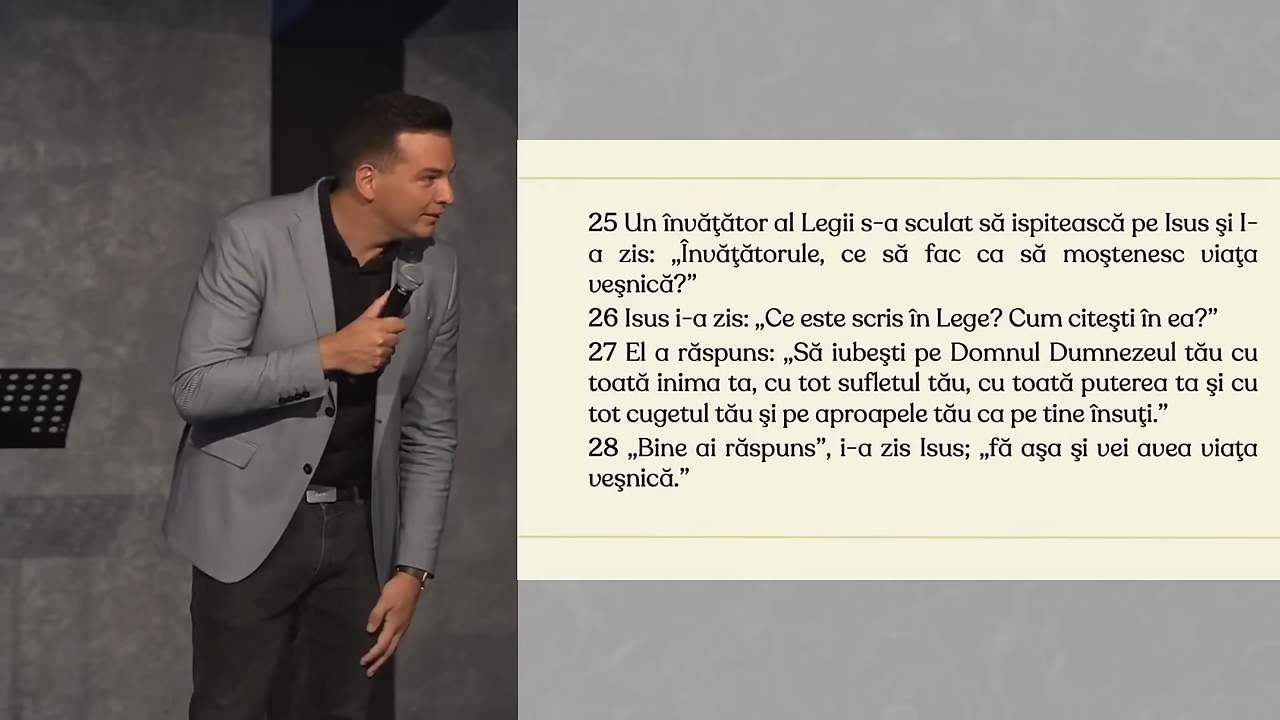 25 Un învăţător al Legii s-a sculat să ispitească pe Isus şi I-
a zis: „Învăţătorule, ce să fac ca să moştenesc viaţa
veşnică?”
26 Isus i-a zis: „Ce este scris în Lege? Cum citeşti în ea?”
27 El a răspuns: „Să iubeşti pe Domnul Dumnezeul tău cu
toată inima ta, cu tot sufletul tău, cu toată puterea ta şi cu
tot cugetul tău şi pe aproapele tău ca pe tine însuţi.”
28 „Bine ai răspuns”, i-a zis Isus; „fă aşa şi vei avea viaţa
veşnică.”